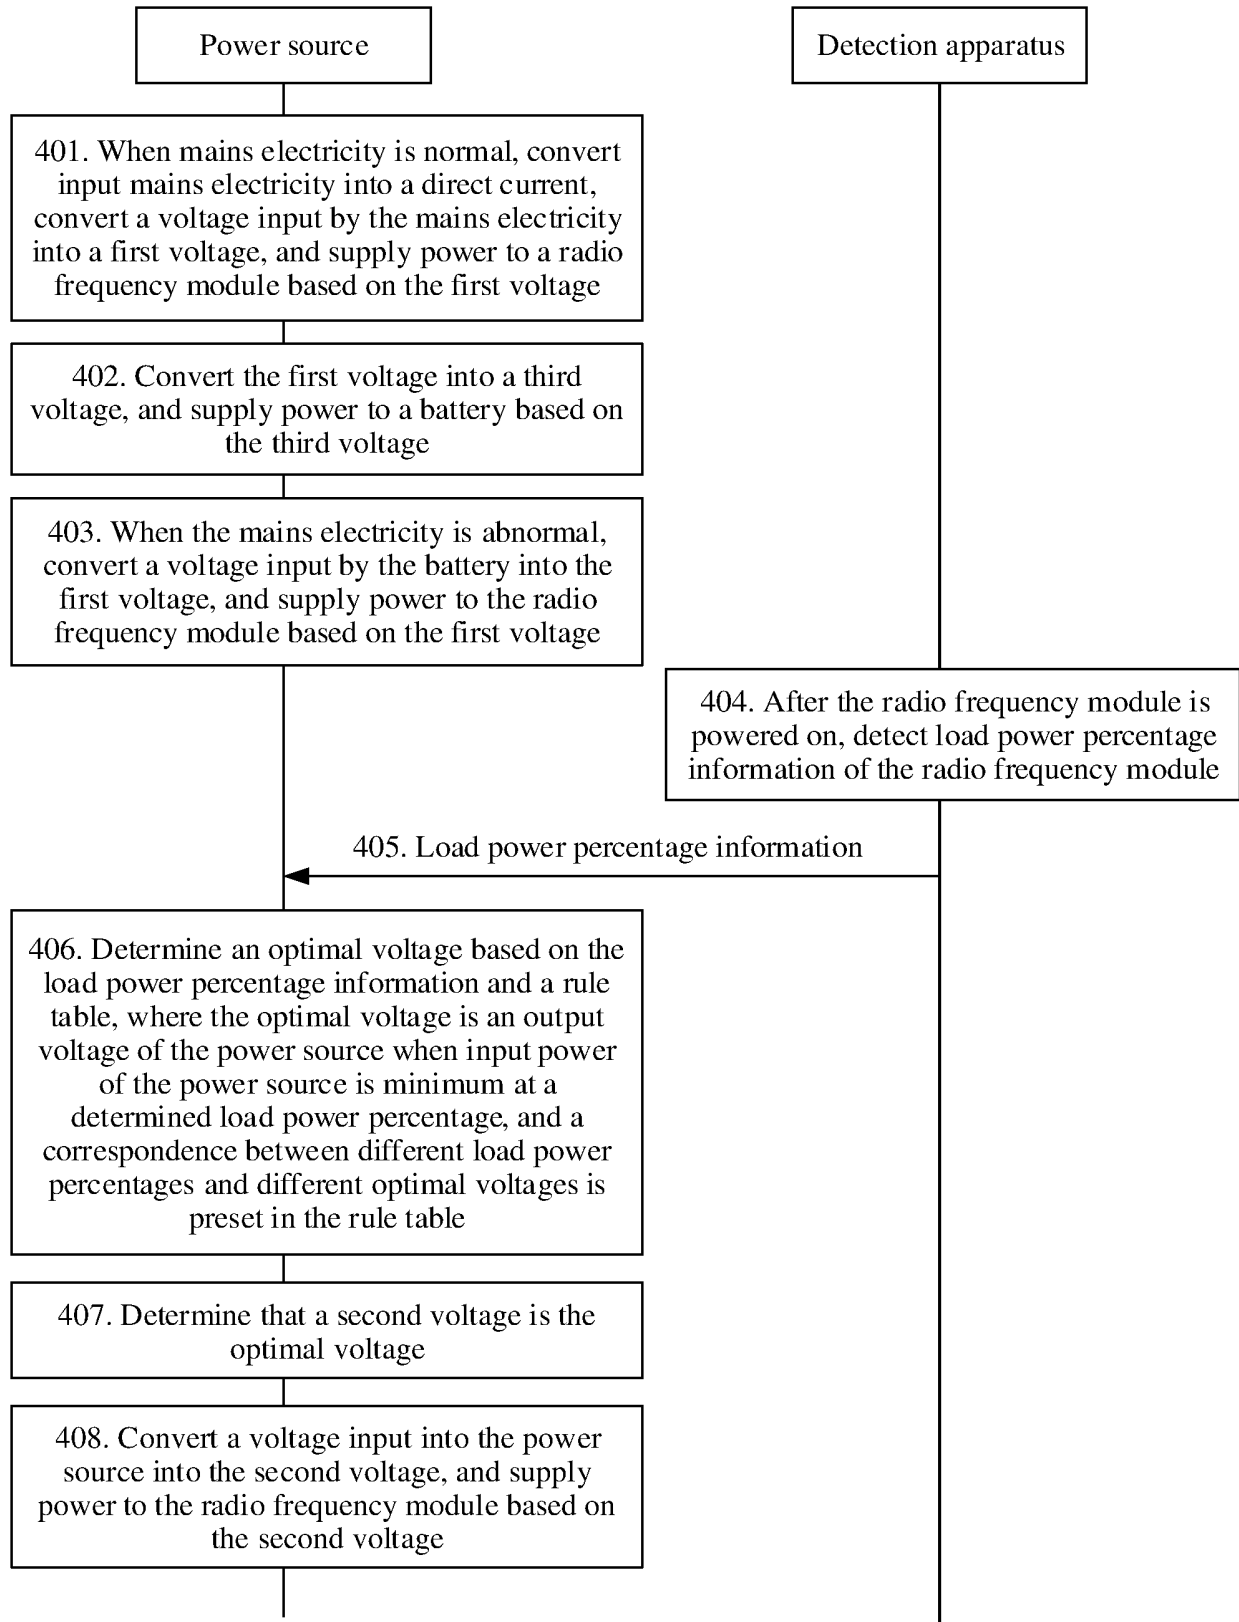 Power source
Detection apparatus
401. When mains electricity is normal, convert
input mains electricity into a direct current,
convert a voltage input by the mains electricity
into a first voltage, and supply power to a radio
frequency module based on the first voltage
402. Convert the first voltage into a third
voltage, and supply power to a battery based on
the third voltage
403. When the mains electricity is abnormal,
convert a voltage input by the battery into the
first voltage, and supply power to the radio
frequency module based on the first voltage
404. After the radio frequency module is
powered on, detect load power percentage
information of the radio frequency module
405. Load power percentage information
406. Determine an optimal voltage based on the
load power percentage information and a rule
table, where the optimal voltage is an output
voltage of the power source when input power
of the power source is minimum at a
determined load power percentage, and a
correspondence between different load power
percentages and different optimal voltages is
preset in the rule table
407. Determine that a second voltage is the
optimal voltage
408. Convert a voltage input into the power
source into the second voltage, and supply
power to the radio frequency module based on
the second voltage